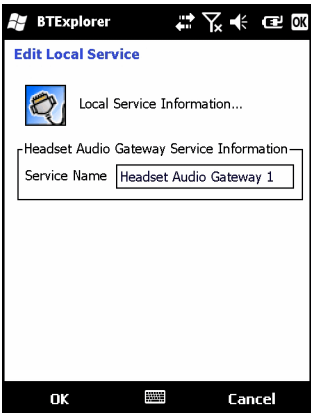 BTExplorer OK
Edit Local Service
Local Service Information...
Headset Audio Gateway Service Information
Service Name Headset Audio Gateway 1
OK Cancel